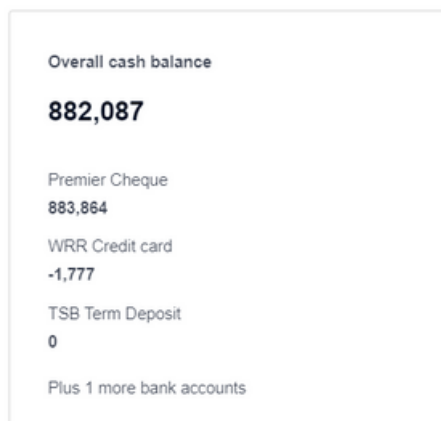 Overall cash balance
882,087
Premier Cheque
883,864
WRR Credit card
-1,777
TSB Term Deposit
0
Plus 1 more bank accounts